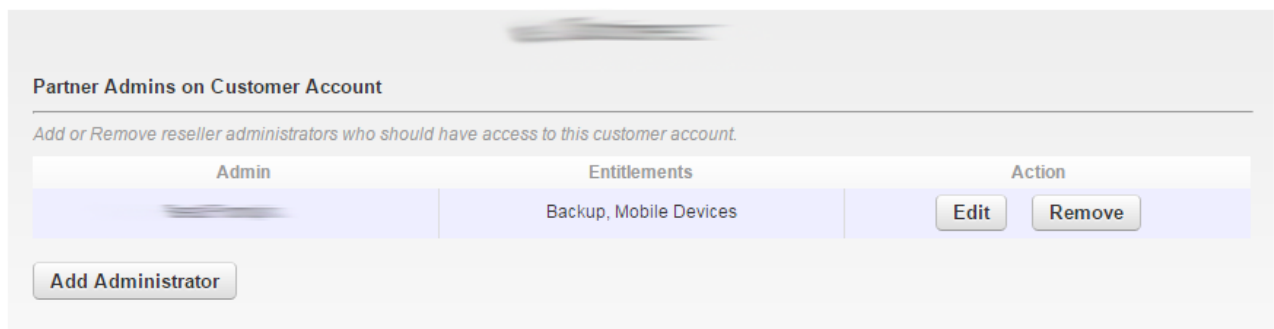 Partner Admins on Customer Account
Add or Remove reseller administrators who should have access to this customer account.
Admin Entitlements Action
Backup, Mobile Devices Edit Remove
Add Administrator